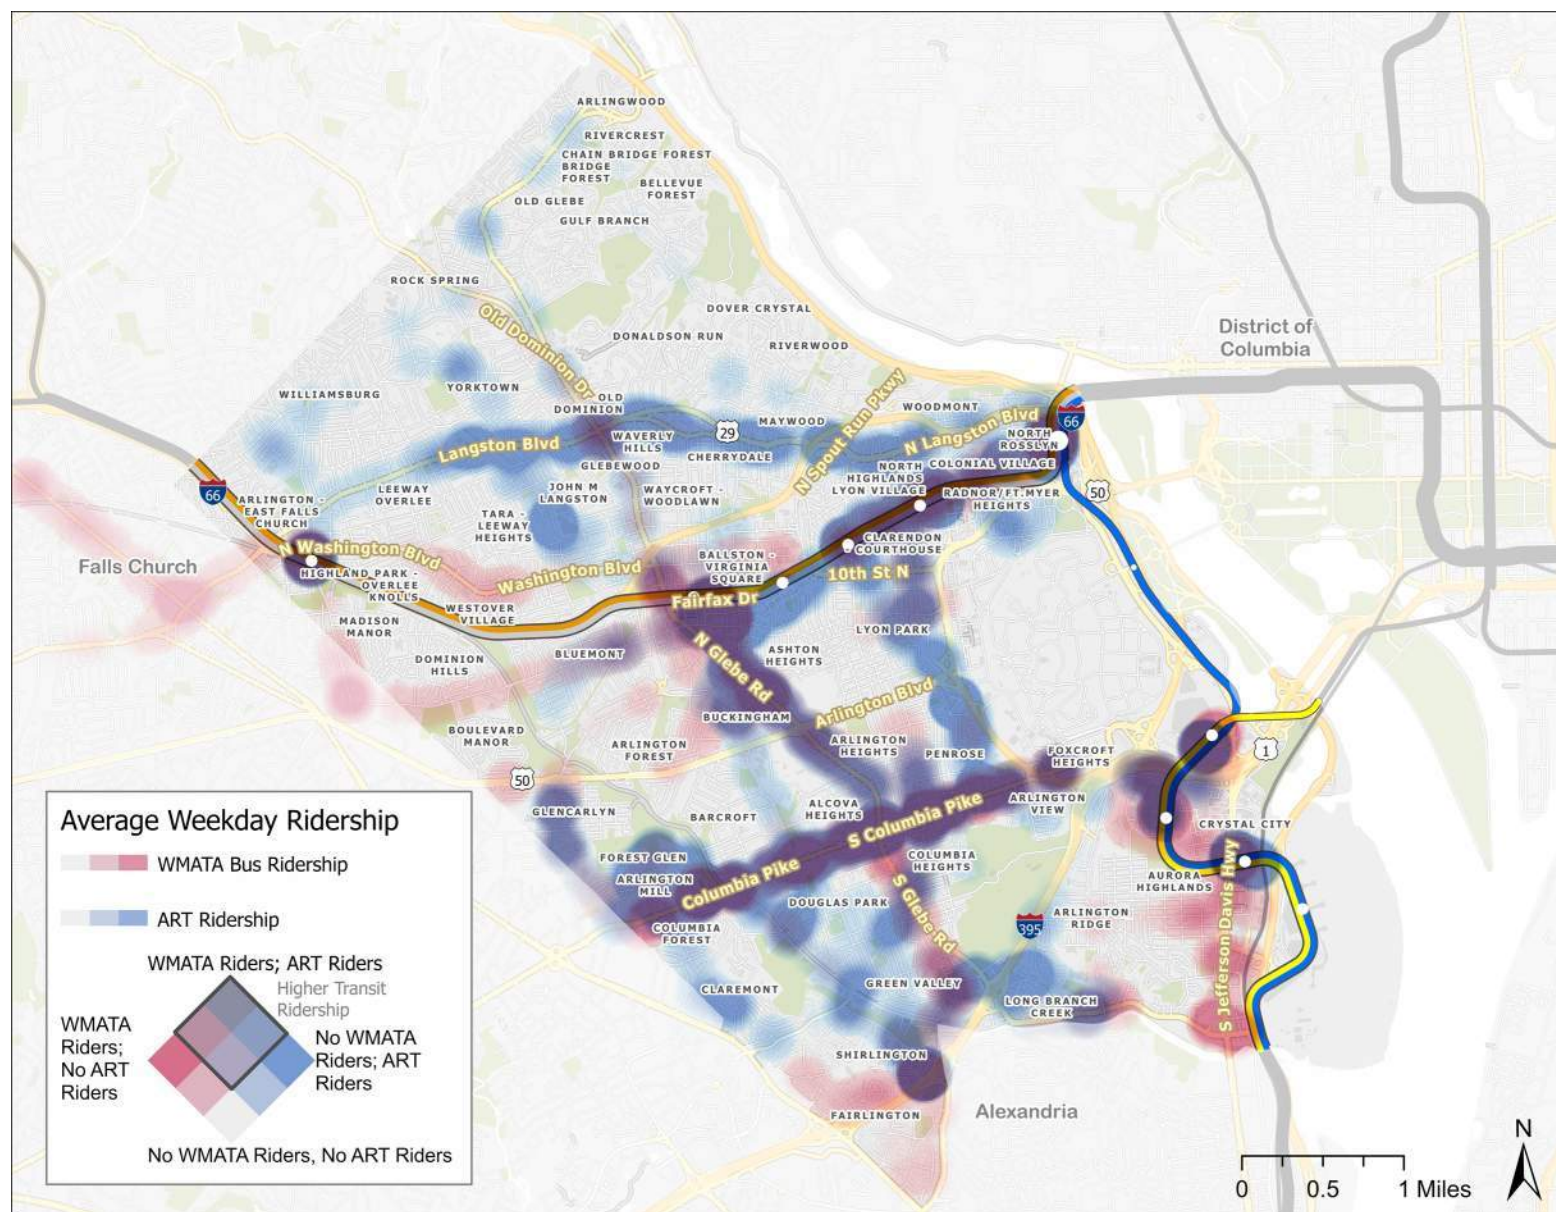 ARLINGWOOD
RIVERCREST
CHAIN BRIDGE FOREST
BRIDGE
FOREST
BELLEVUE
FOREST
OLD GLEBE
GULF BRANCH
ROCK SPRING
DOVER CRYSTAL
Old Dominion Dr
DONALDSON RUN
RIVERWOOD
District of
Columbia
WILLIAMSBURG
YORKTOWN
OLD
DOMINION
N Spout Run Pkwy
WOODMONT
MAYWOOD
N Langston Blvd
66
29
Langston Blvd
WAVERLY
HILLS
CHERRYDALE
NORTH
ROSSLYN
GLEBEWOOD
NORTH
HIGHLANDS
COLONIAL VILLAGE
LYON VILLAGE
RADNOR/FT.MYER
HEIGHTS
50
66
ARLINGTON -
EAST FALLS
CHURCH
LEEWAY
OVERLEE
JOHN M
LANGSTON
WAYCROFT -
WOODLAWN
TARA -
LEEWAY
HEIGHTS
N Washington Blvd
Falls Church
HIGHLAND PARK -
OVERLEE
KNOLLS
Washington Blvd
BALLSTON -
VIRGINIA
SQUARE
CLARENDON
COURTHOUSE
10th St N
Fairfax Dr
WESTOVER
VILLAGE
MADISON
MANOR
LYON PARK
BLUEMONT
DOMINION
HILLS
N Glebe Rd
ASHTON
HEIGHTS
Arlington Blvd
BUCKINGHAM
BOULEVARD
MANOR
ARLINGTON
FOREST
ARLINGTON
HEIGHTS
PENROSE
FOXCROFT
HEIGHTS
1
50
GLENCARLYN
BARCROFT
ALCOVA
HEIGHTS
S Columbia Pike
ARLINGTON
VIEW
CRYSTAL CITY
FOREST GLEN
ARLINGTON
MILL
Columbia Pike
COLUMBIA
HEIGHTS
AURORA
HIGHLANDS
S Jefferson Davis Hwy
DOUGLAS PARK
S Glebe Rd
COLUMBIA
FOREST
395
ARLINGTON
RIDGE
CLAREMONT
GREEN VALLEY
LONG BRANCH
CREEK
SHIRLINGTON
FAIRLINGTON
Alexandria
Average Weekday Ridership
WMATA Bus Ridership
ART Ridership
WMATA Riders; ART Riders
Higher Transit
Ridership
WMATA
Riders;
No ART
Riders
No WMATA
Riders; ART
Riders
No WMATA Riders, No ART Riders
N
0 0.5 1 Miles